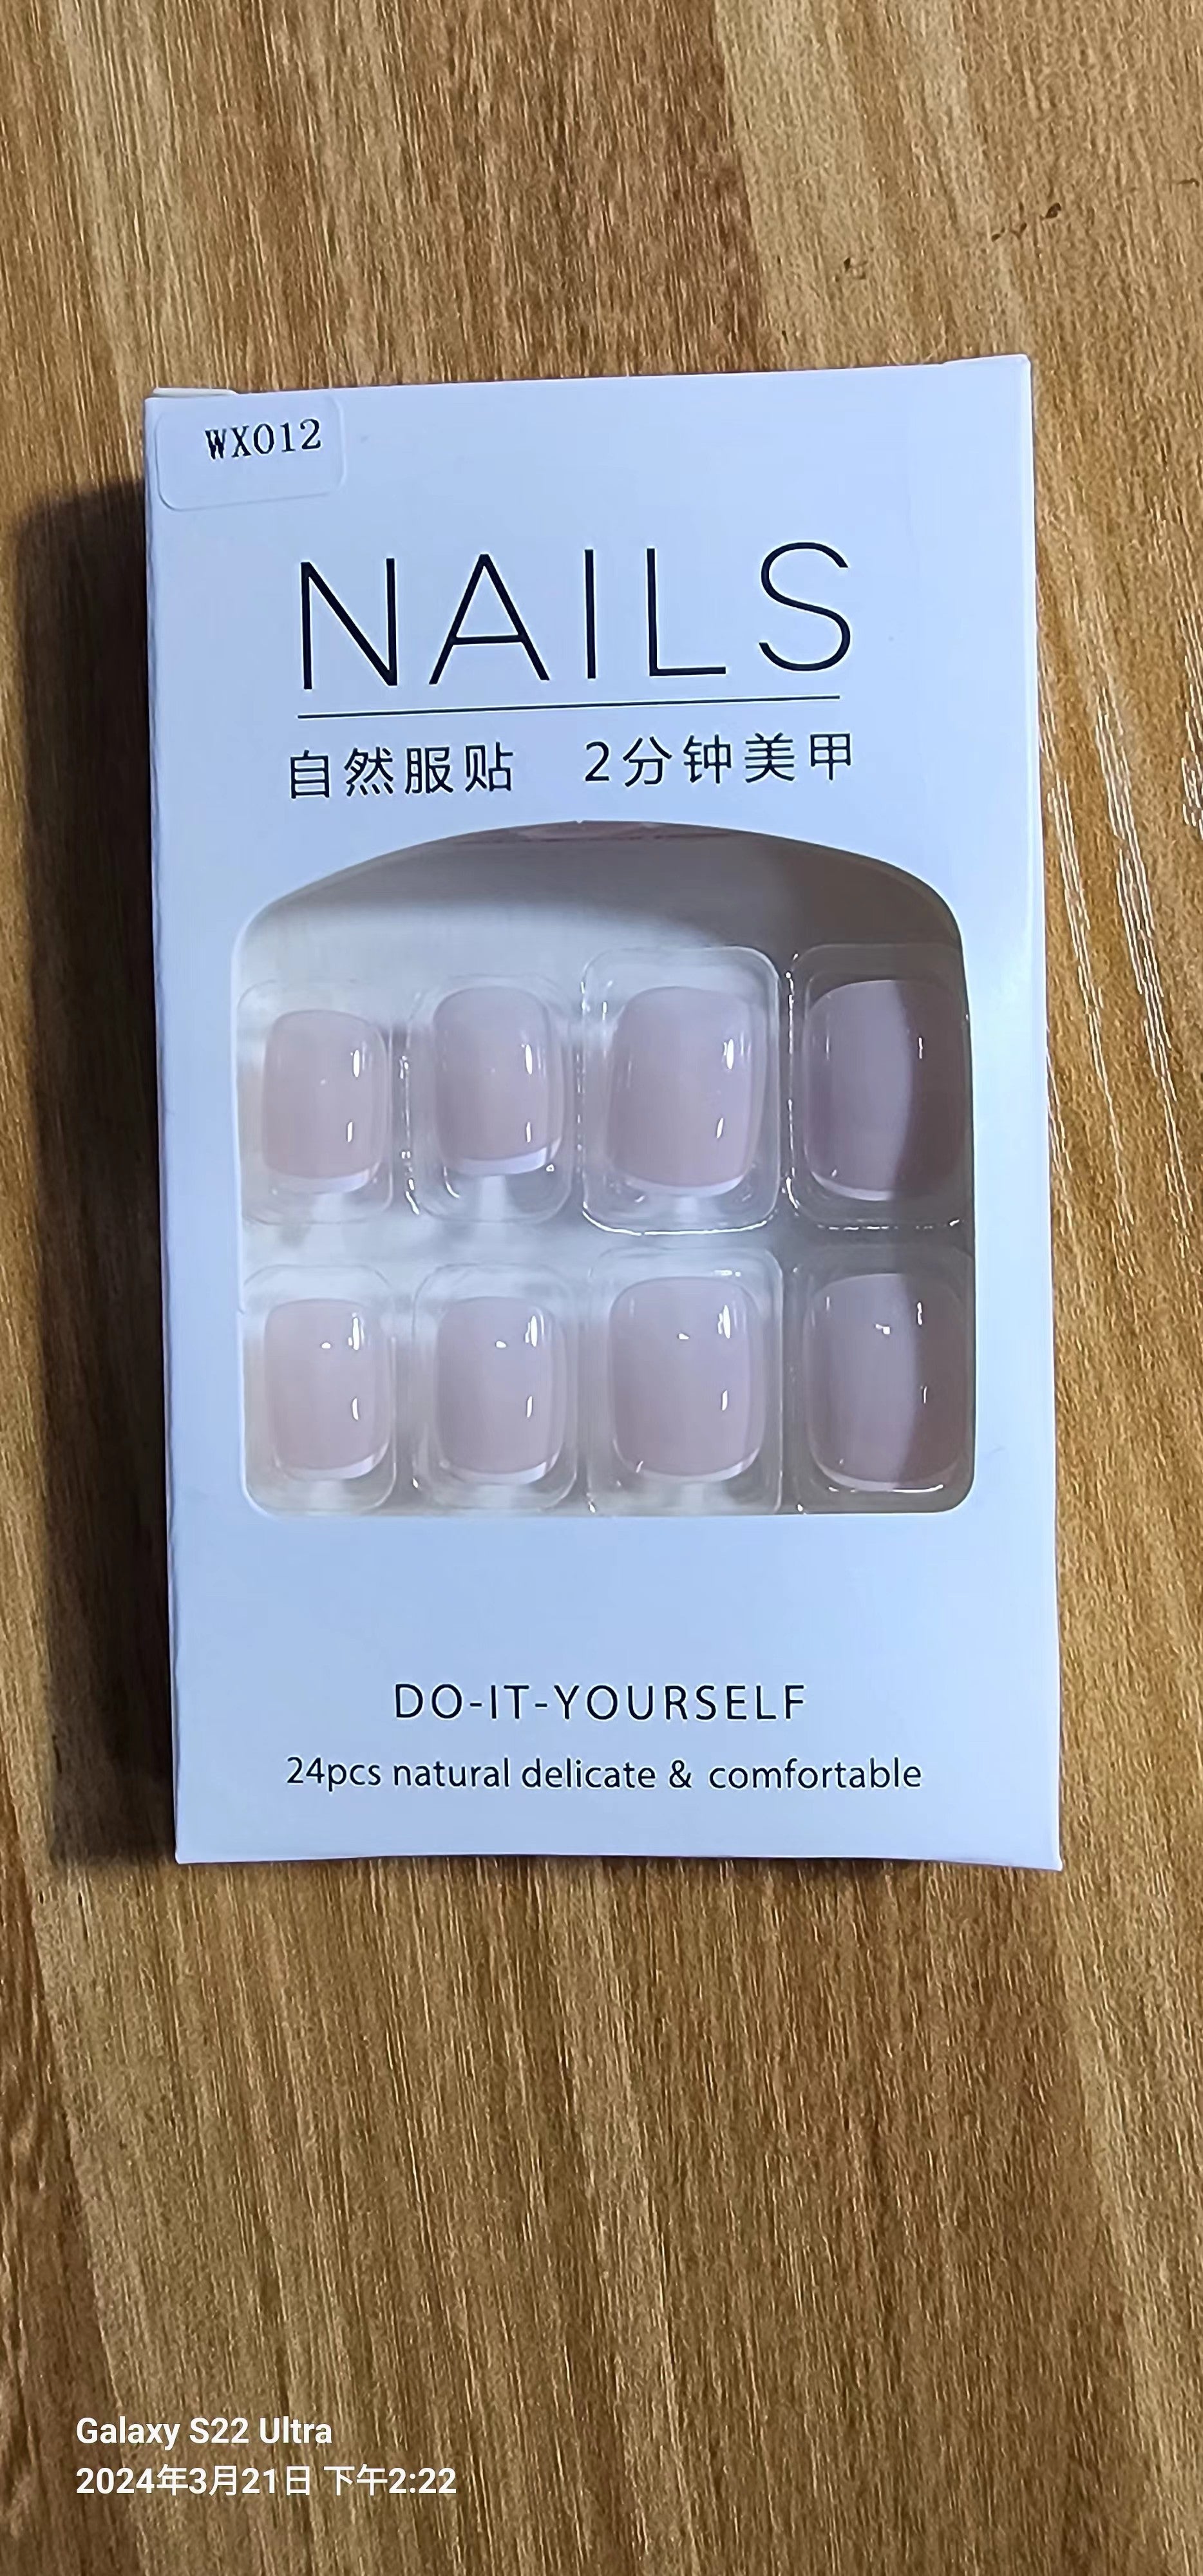 WX012
NAILS
自然服贴 2分钟美甲
DO-IT-YOURSELF
24pcs natural delicate & comfortable
Galaxy S22 Ultra
2024年3月21日 下午2:22